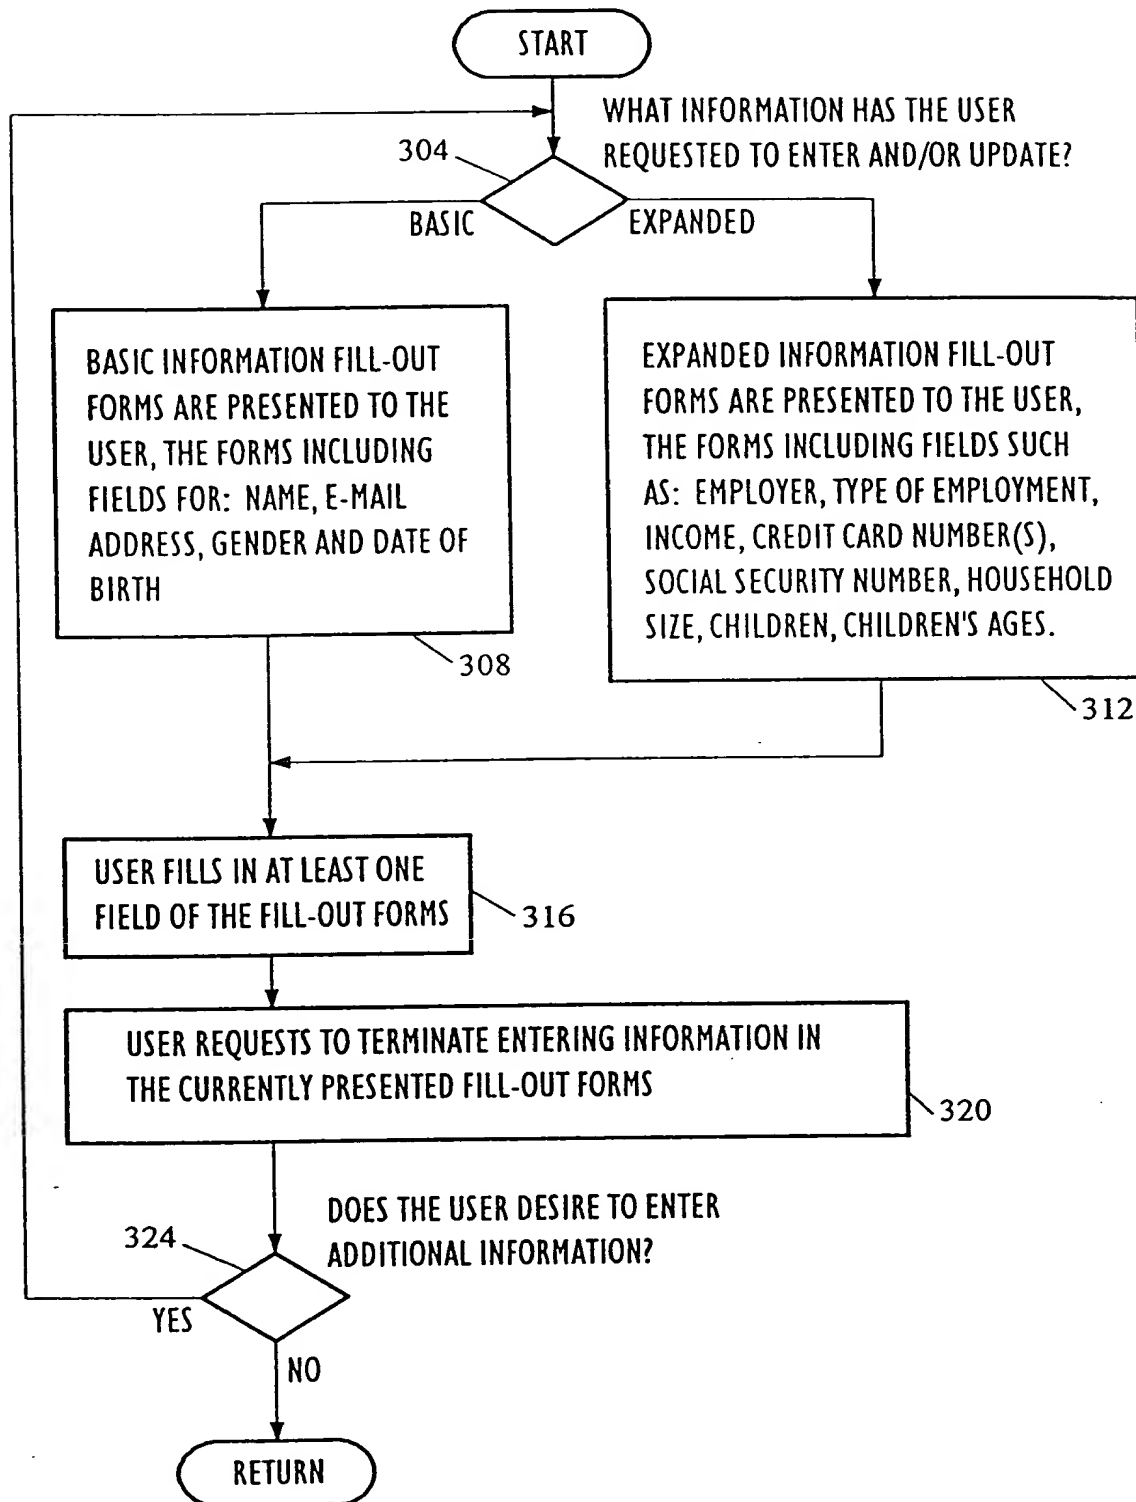 START
WHAT INFORMATION HAS THE USER
REQUESTED TO ENTER AND/OR UPDATE?
304
BASIC
EXPANDED
BASIC INFORMATION FILL-OUT
FORMS ARE PRESENTED TO THE
USER, THE FORMS INCLUDING
FIELDS FOR: NAME, E-MAIL
ADDRESS, GENDER AND DATE OF
BIRTH
308
EXPANDED INFORMATION FILL-OUT
FORMS ARE PRESENTED TO THE USER,
THE FORMS INCLUDING FIELDS SUCH
AS: EMPLOYER, TYPE OF EMPLOYMENT,
INCOME, CREDIT CARD NUMBER(S),
SOCIAL SECURITY NUMBER, HOUSEHOLD
SIZE, CHILDREN, CHILDREN'S AGES.
312
USER FILLS IN AT LEAST ONE
FIELD OF THE FILL-OUT FORMS
316
USER REQUESTS TO TERMINATE ENTERING INFORMATION IN
THE CURRENTLY PRESENTED FILL-OUT FORMS
320
DOES THE USER DESIRE TO ENTER
ADDITIONAL INFORMATION?
324
YES
NO
RETURN